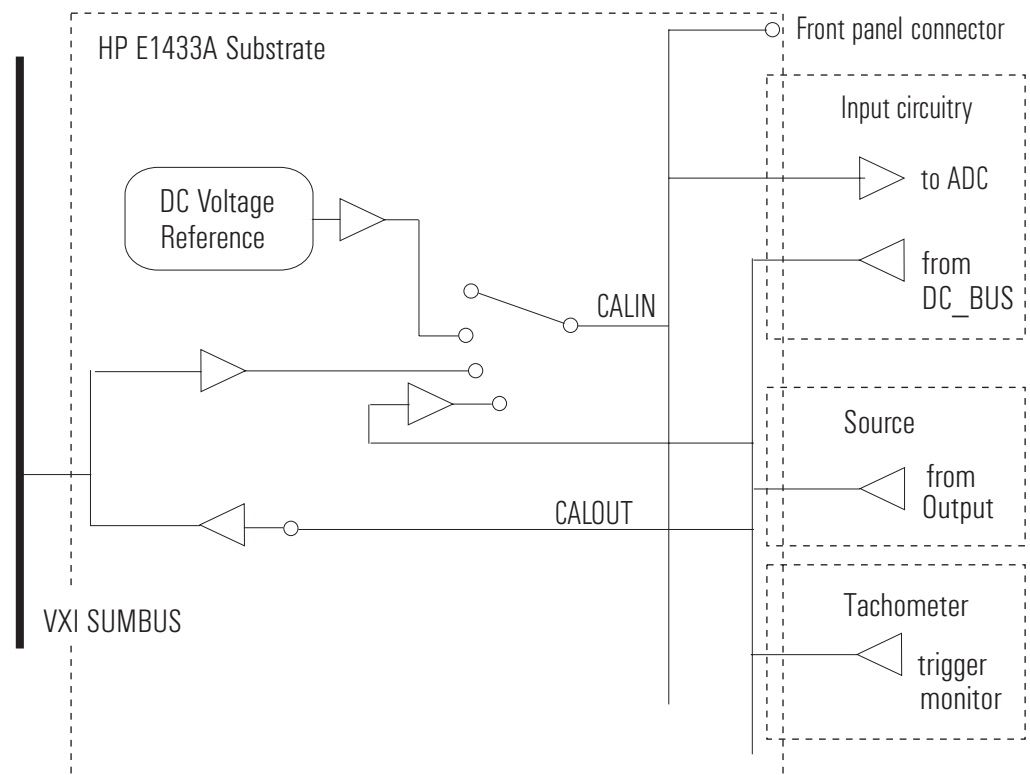 HP E1433A Substrate
Front panel connector
Input circuitry
to ADC
DC Voltage
Reference
from
DC_BUS
CALIN
Source
from
Output
CALOUT
Tachometer
VXI SUMBUS
trigger
monitor